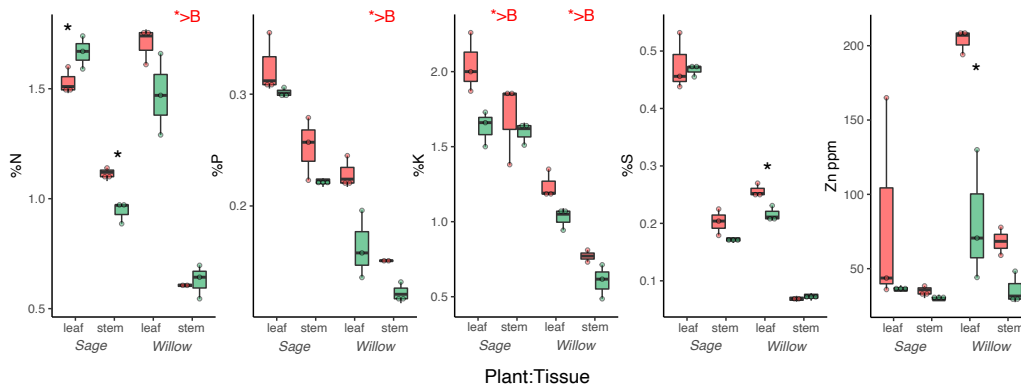 *>B *>B *>B *>B
* * * *
%N
1.5
1.0
0.5
leaf stem leaf stem
Sage Willow
%P
0.3
0.2
leaf stem leaf stem
Sage Willow
%K
2.0
1.5
1.0
0.5
leaf stem leaf stem
Sage Willow
%S
0.5
0.4
0.3
0.2
0.1
leaf stem leaf stem
Sage Willow
Zn ppm
200
150
100
50
leaf stem leaf stem
Sage Willow
Plant:Tissue